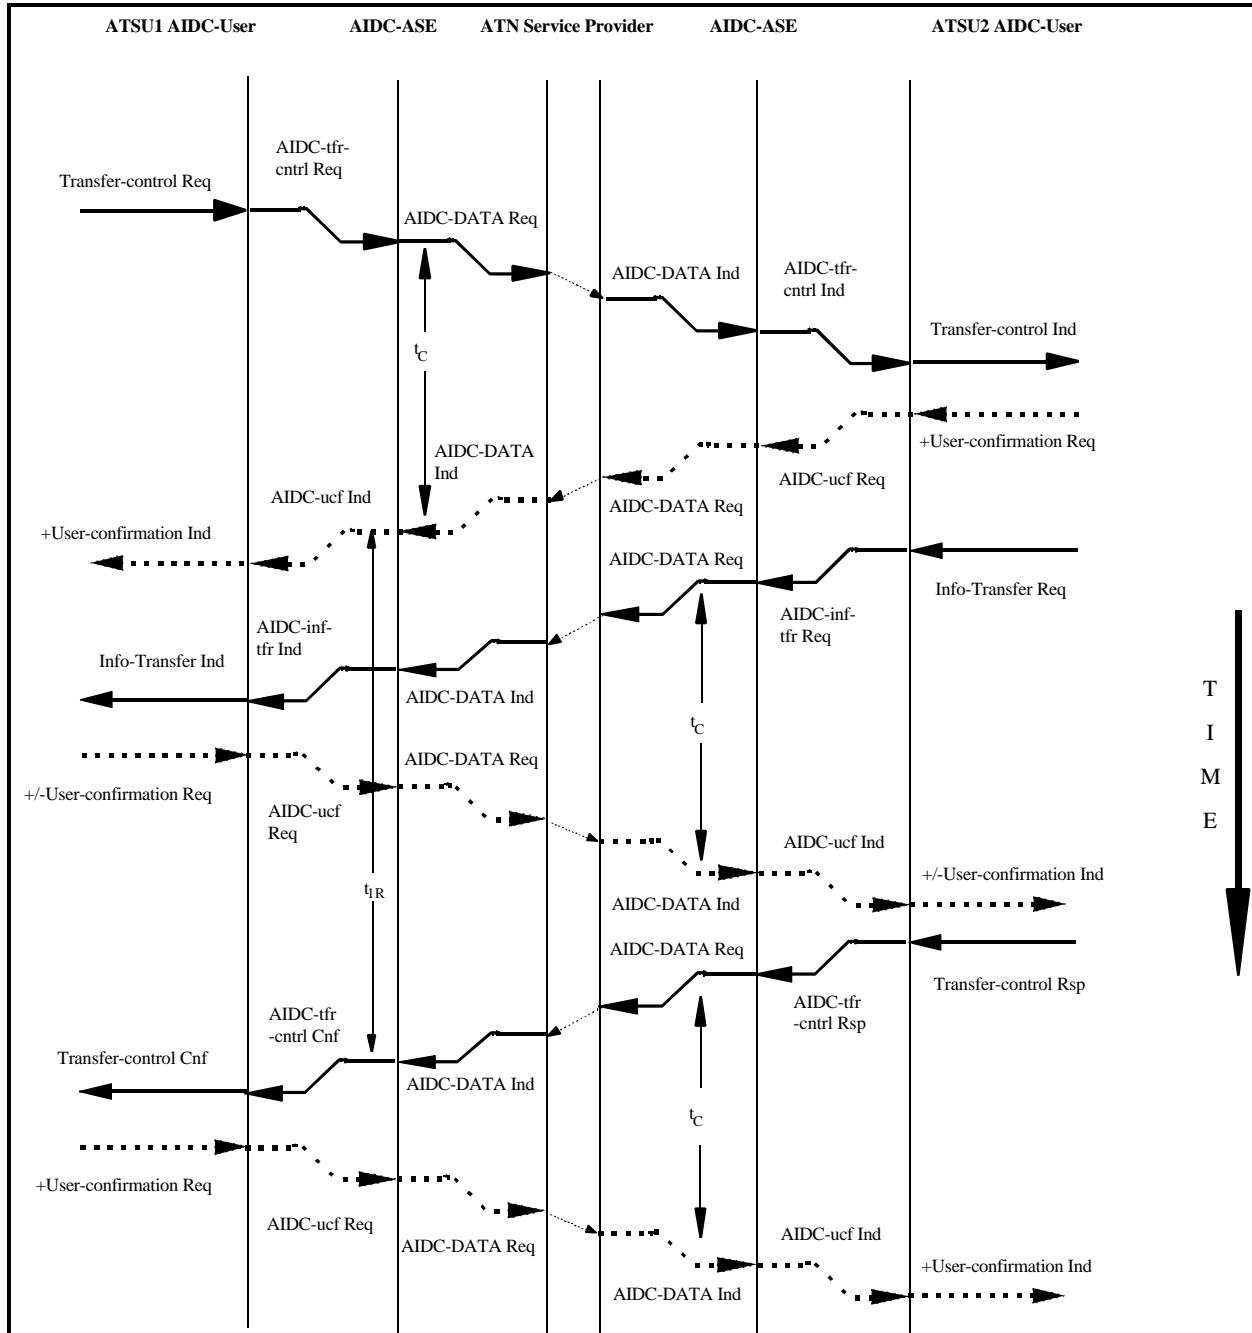 ATSU1 AIDC-User
AIDC-ASE
ATN Service Provider
AIDC-ASE
ATSU2 AIDC-User
AIDC-tfr-
cntrl Req
Transfer-control Req
AIDC-DATA Req
AIDC-DATA Ind
AIDC-tfr-
cntrl Ind
Transfer-control Ind
tC
+User-confirmation Req
AIDC-DATA
Ind
AIDC-ucf Req
AIDC-ucf Ind
AIDC-DATA Req
+User-confirmation Ind
AIDC-DATA Req
Info-Transfer Req
AIDC-inf-
tfr Req
AIDC-inf-
tfr Ind
Info-Transfer Ind
AIDC-DATA Ind
T
I
M
E
tC
AIDC-DATA Req
+/-User-confirmation Req
AIDC-ucf
Req
AIDC-ucf Ind
+/-User-confirmation Ind
tIR
AIDC-DATA Ind
AIDC-DATA Req
Transfer-control Rsp
AIDC-tfr
-cntrl Rsp
AIDC-tfr
-cntrl Cnf
Transfer-control Cnf
AIDC-DATA Ind
tC
+User-confirmation Req
AIDC-ucf Req
AIDC-DATA Req
AIDC-ucf Ind
+User-confirmation Ind
AIDC-DATA Ind